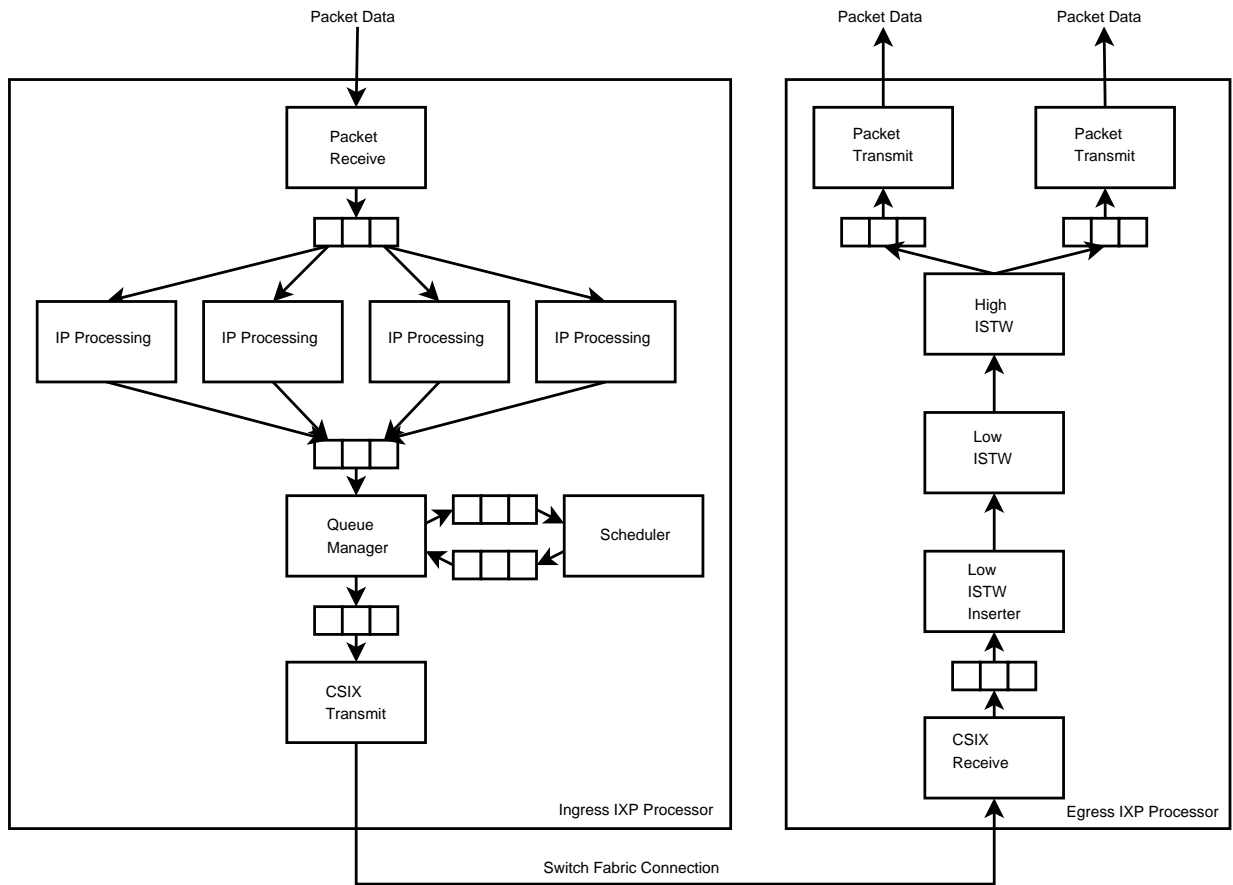 Packet Data
Packet
Receive
IP Processing
IP Processing
IP Processing
IP Processing
Queue
Manager
Scheduler
CSIX
Transmit
Ingress IXP Processor
Switch Fabric Connection
Packet Data
Packet Data
Packet
Transmit
Packet
Transmit
High
ISTW
Low
ISTW
Low
ISTW
Inserter
CSIX
Receive
Egress IXP Processor